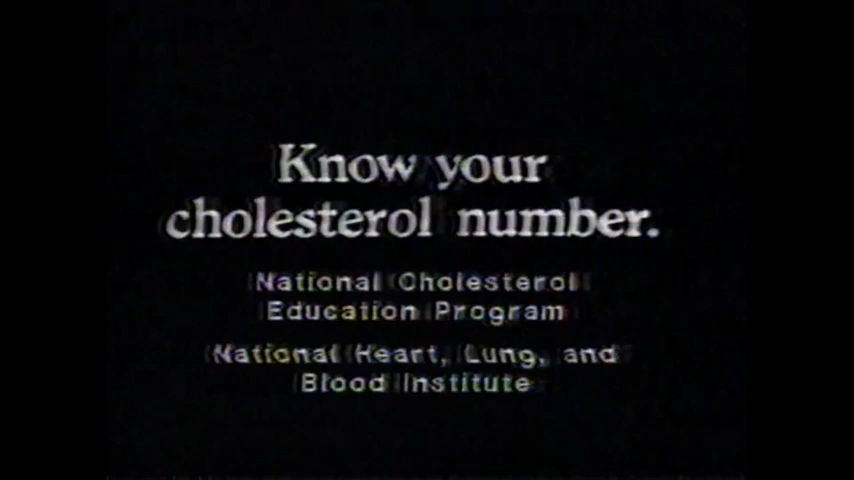 Know your
cholesterol number.
National Cholesterol
Education Program
National Heart, Lung, and
Blood Institute